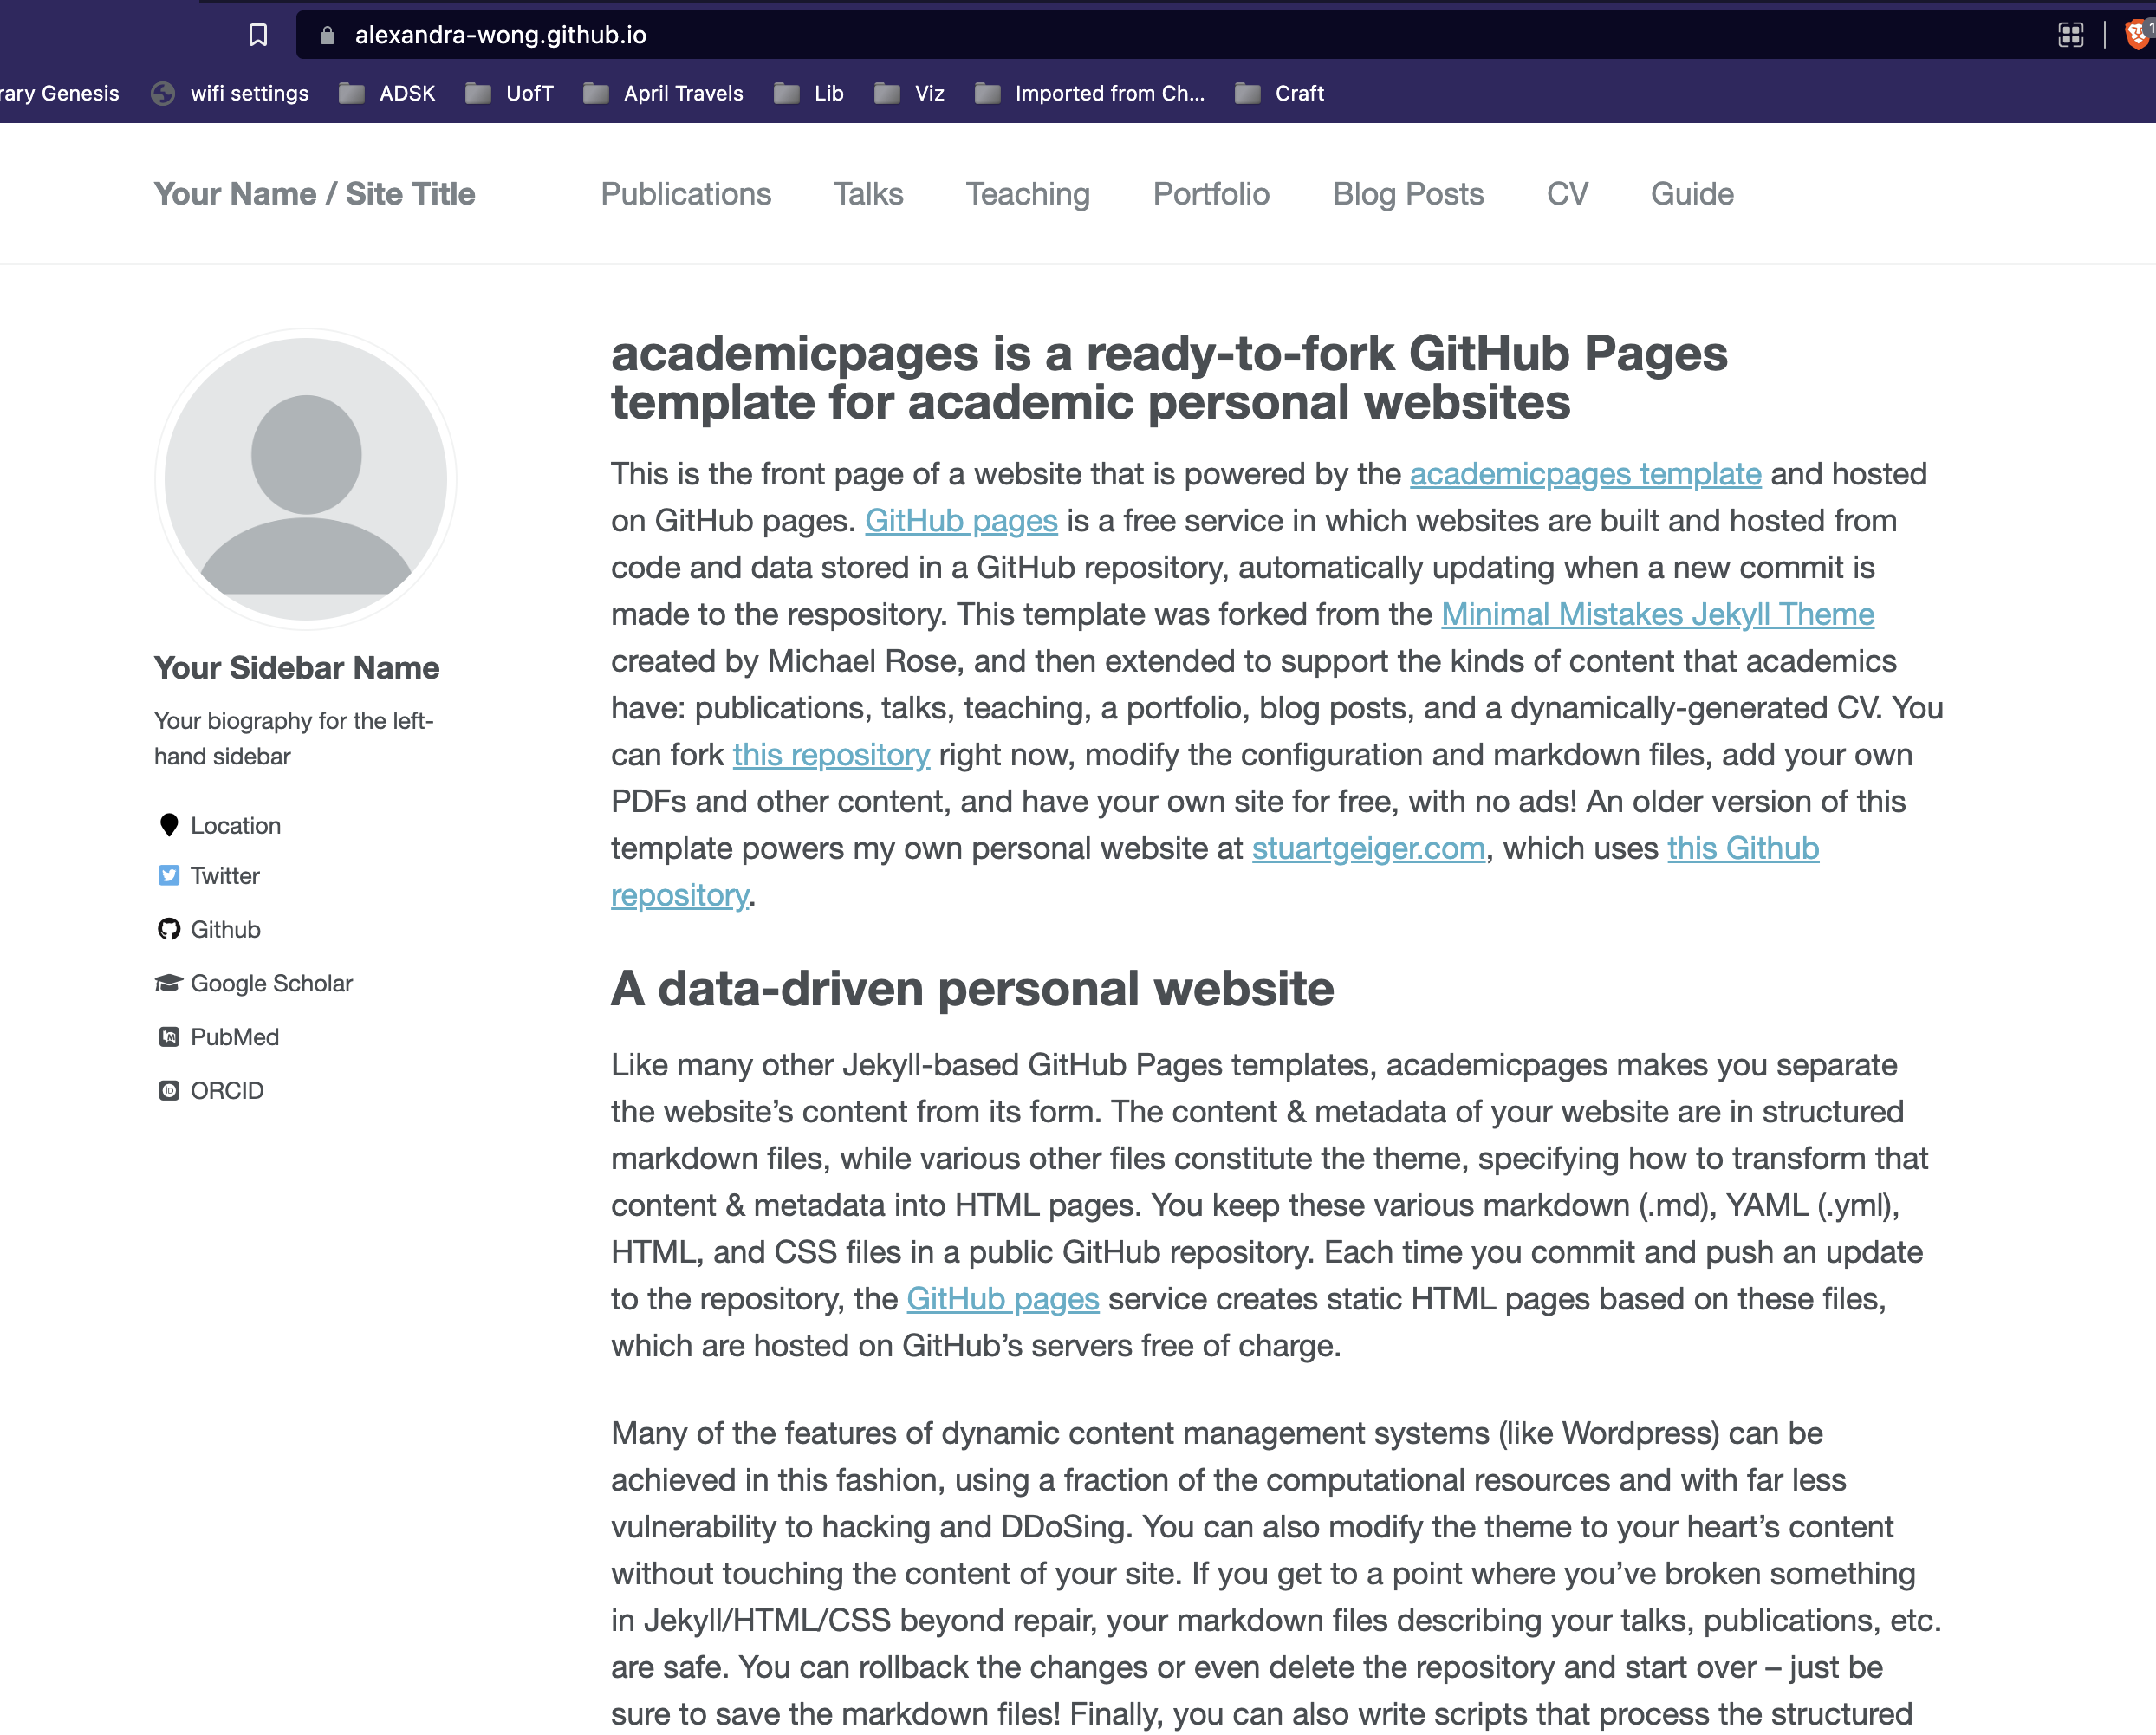 alexandra-wong.github.io
rary Genesis wifi settings ADSK UofT April Travels Lib Viz Imported from Ch... Craft
Your Name / Site Title Publications Talks Teaching Portfolio Blog Posts CV Guide
Your Sidebar Name
Your biography for the left-
hand sidebar
Location
Twitter
Github
Google Scholar
PubMed
ORCID
academicpages is a ready-to-fork GitHub Pages
template for academic personal websites
This is the front page of a website that is powered by the academicpages template and hosted
on GitHub pages. GitHub pages is a free service in which websites are built and hosted from
code and data stored in a GitHub repository, automatically updating when a new commit is
made to the respository. This template was forked from the Minimal Mistakes Jekyll Theme
created by Michael Rose, and then extended to support the kinds of content that academics
have: publications, talks, teaching, a portfolio, blog posts, and a dynamically-generated CV. You
can fork this repository right now, modify the configuration and markdown files, add your own
PDFs and other content, and have your own site for free, with no ads! An older version of this
template powers my own personal website at stuartgeiger.com, which uses this Github
repository.
A data-driven personal website
Like many other Jekyll-based GitHub Pages templates, academicpages makes you separate
the website’s content from its form. The content & metadata of your website are in structured
markdown files, while various other files constitute the theme, specifying how to transform that
content & metadata into HTML pages. You keep these various markdown (.md), YAML (.yml),
HTML, and CSS files in a public GitHub repository. Each time you commit and push an update
to the repository, the GitHub pages service creates static HTML pages based on these files,
which are hosted on GitHub’s servers free of charge.
Many of the features of dynamic content management systems (like Wordpress) can be
achieved in this fashion, using a fraction of the computational resources and with far less
vulnerability to hacking and DDoSing. You can also modify the theme to your heart’s content
without touching the content of your site. If you get to a point where you’ve broken something
in Jekyll/HTML/CSS beyond repair, your markdown files describing your talks, publications, etc.
are safe. You can rollback the changes or even delete the repository and start over – just be
sure to save the markdown files! Finally, you can also write scripts that process the structured